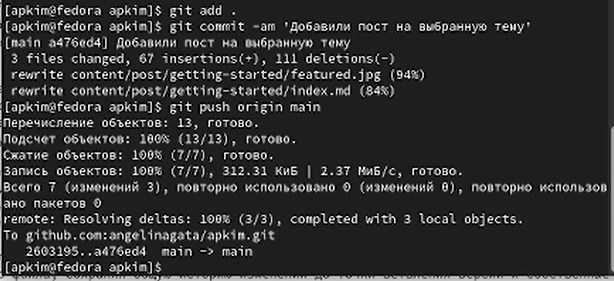 [apkim@fedora apkim]$ git add .
[apkim@fedora apkim]$ git commit -am 'Добавили пост на выбранную тему'
[main a476ed4] Добавили пост на выбранную тему
 3 files changed, 67 insertions(+), 111 deletions(-)
 rewrite content/post/getting-started/featured.jpg (94%)
 rewrite content/post/getting-started/index.md (84%)
[apkim@fedora apkim]$ git push origin main
Перечисление объектов: 13, готово.
Подсчет объектов: 100% (13/13), готово.
Сжатие объектов: 100% (7/7), готово.
Запись объектов: 100% (7/7), 312.31 КиБ | 2.37 МиБ/с, готово.
Всего 7 (изменений 3), повторно использовано 0 (изменений 0), повторно использов
ано пакетов 0
remote: Resolving deltas: 100% (3/3), completed with 3 local objects.
To github.com:angelinagata/apkim.git
   2603195..a476ed4  main -> main
[apkim@fedora apkim]$